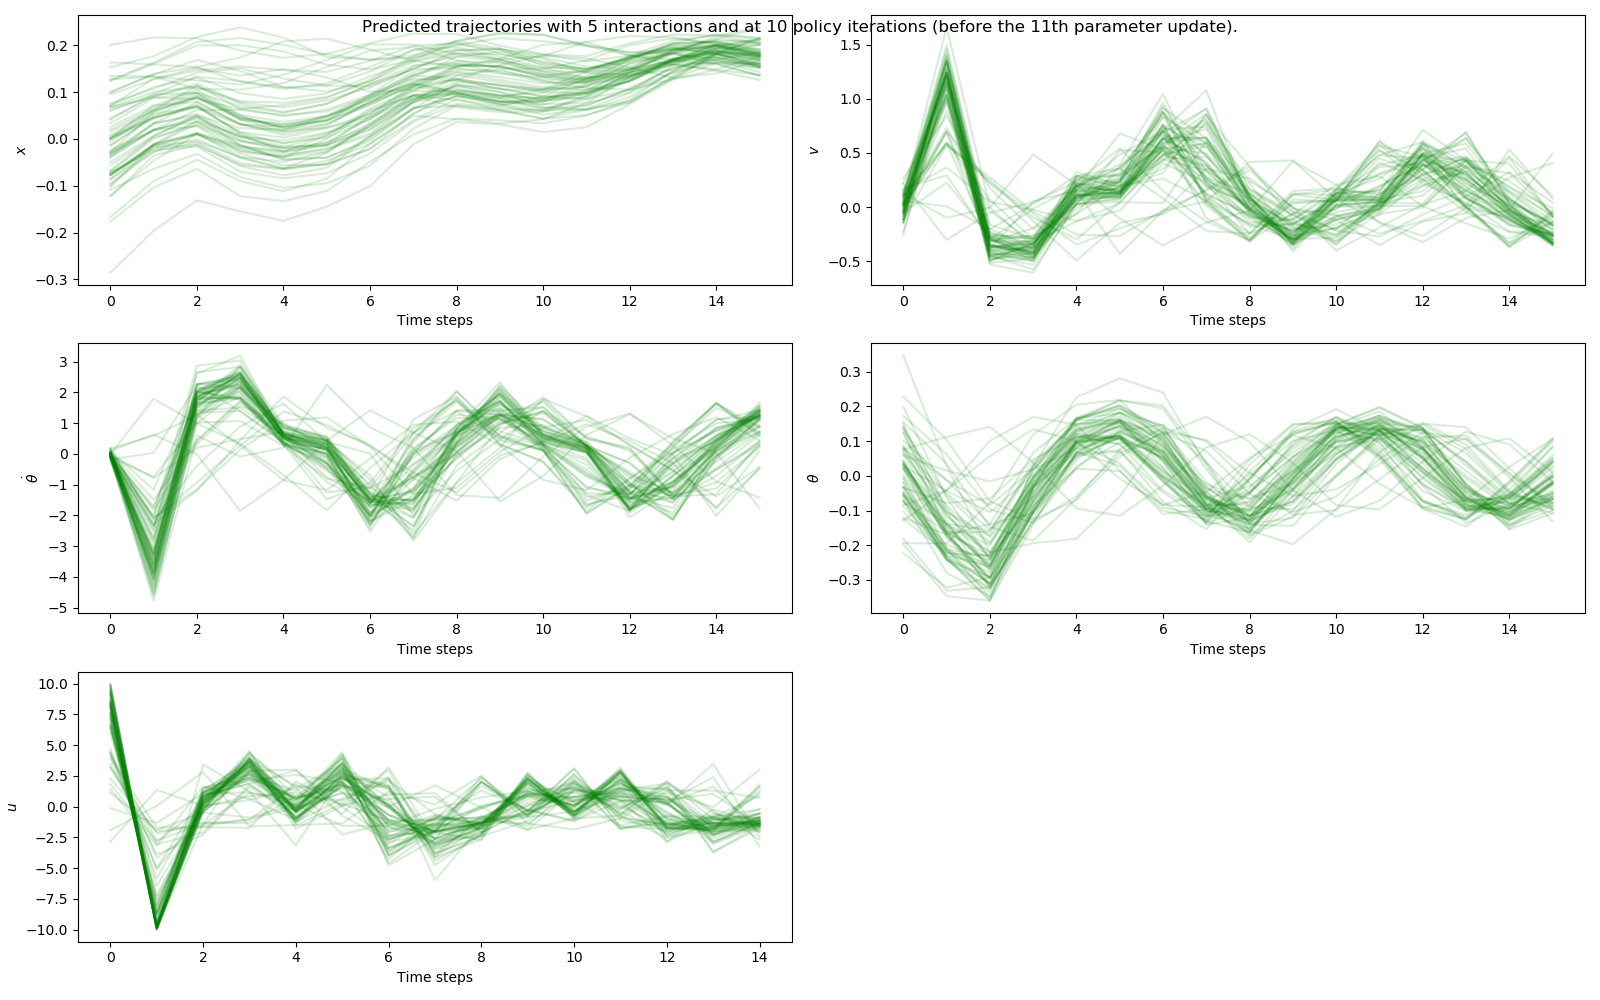 Predicted trajectories with 5 interactions and at 10 policy iterations (before the 11th parameter update).
0.2
0.1
0.0
−0.1
−0.2
−0.3
x
0 2 4 6 8 10 12 14
Time steps
1.5
1.0
0.5
0.0
−0.5
v
0 2 4 6 8 10 12 14
Time steps
3
2
1
0
−1
−2
−3
−4
−5
θ̇
0 2 4 6 8 10 12 14
Time steps
0.3
0.2
0.1
0.0
−0.1
−0.2
−0.3
θ
0 2 4 6 8 10 12 14
Time steps
10.0
7.5
5.0
2.5
0.0
−2.5
−5.0
−7.5
−10.0
u
0 2 4 6 8 10 12 14
Time steps